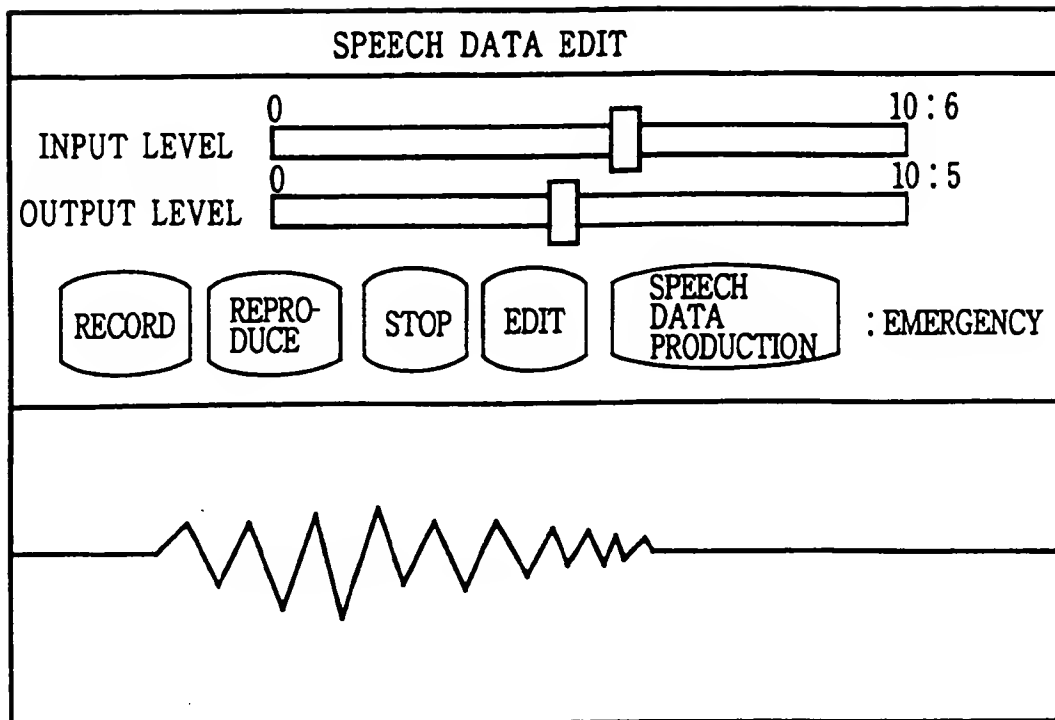 SPEECH DATA EDIT
0 10 : 6
INPUT LEVEL
0 10 : 5
OUTPUT LEVEL
RECORD
REPRO-
DUCE
STOP
EDIT
SPEECH
DATA
PRODUCTION
: EMERGENCY